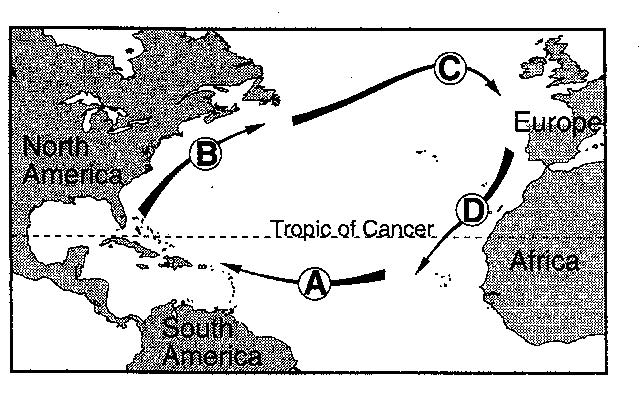 C
Europe
North
America
B
D
Tropic of Cancer
Africa
A
South
America